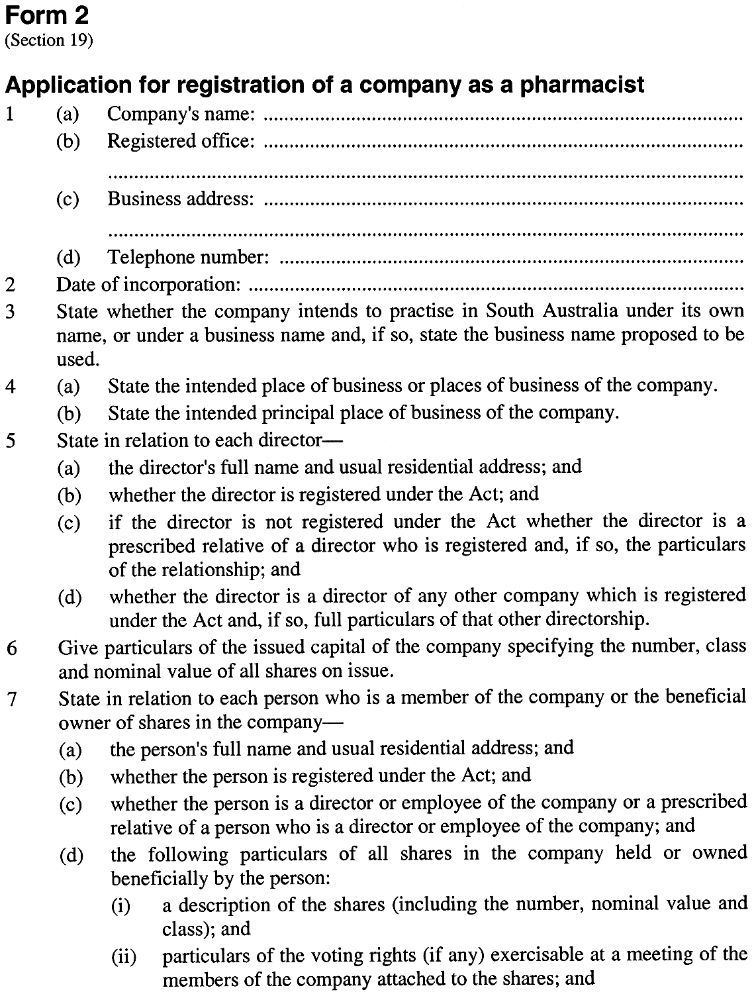 Form 2
(Section 19)
Application for registration of a company as a pharmacist
1 (a) Company's name: ................................................................................................
(b) Registered office: ................................................................................................
................................................................................................................................
(c) Business address: ................................................................................................
................................................................................................................................
(d) Telephone number: .............................................................................................
2 Date of incorporation: ...................................................................................................
3 State whether the company intends to practise in South Australia under its own
name, or under a business name and, if so, state the business name proposed to be
used.
4 (a) State the intended place of business or places of business of the company.
(b) State the intended principal place of business of the company.
5 State in relation to each director—
(a) the director's full name and usual residential address; and
(b) whether the director is registered under the Act; and
(c) if the director is not registered under the Act whether the director is a
prescribed relative of a director who is registered and, if so, the particulars
of the relationship; and
(d) whether the director is a director of any other company which is registered
under the Act and, if so, full particulars of that other directorship.
6 Give particulars of the issued capital of the company specifying the number, class
and nominal value of all shares on issue.
7 State in relation to each person who is a member of the company or the beneficial
owner of shares in the company—
(a) the person's full name and usual residential address; and
(b) whether the person is registered under the Act; and
(c) whether the person is a director or employee of the company or a prescribed
relative of a person who is a director or employee of the company; and
(d) the following particulars of all shares in the company held or owned
beneficially by the person:
(i) a description of the shares (including the number, nominal value and
class); and
(ii) particulars of the voting rights (if any) exercisable at a meeting of the
members of the company attached to the shares; and